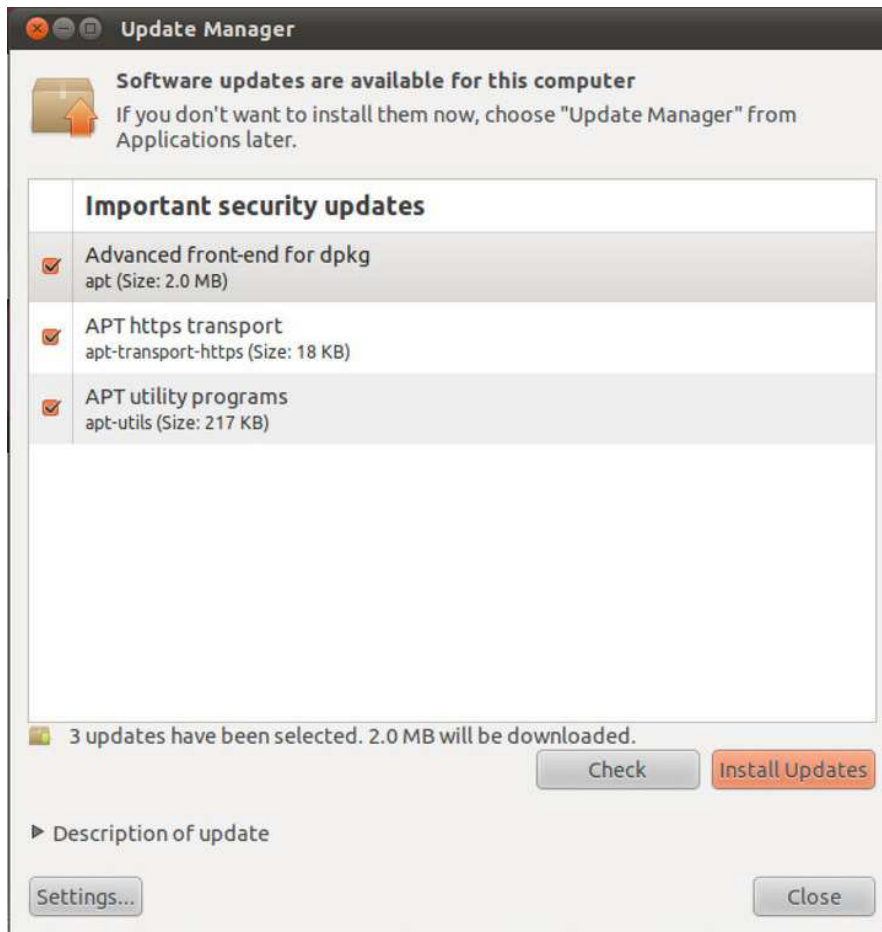 Update Manager
Software updates are available for this computer
If you don't want to install them now, choose "Update Manager" from
Applications later.
Important security updates
Advanced front-end for dpkg
apt (Size: 2.0 MB)
APT https transport
apt-transport-https (Size: 18 KB)
APT utility programs
apt-utils (Size: 217 KB)
3 updates have been selected. 2.0 MB will be downloaded.
Check
Install Updates
Description of update
Settings...
Close